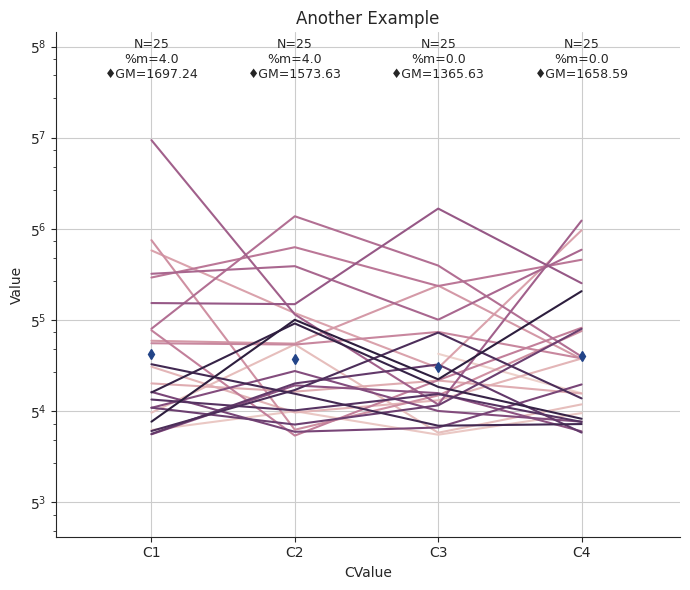 Another Example
N=25
%m=4.0
♦GM=1697.24
N=25
%m=4.0
♦GM=1573.63
N=25
%m=0.0
♦GM=1365.63
N=25
%m=0.0
♦GM=1658.59
Value
5⁸
5⁷
5⁶
5⁵
5⁴
5³
C1 C2 C3 C4
CValue